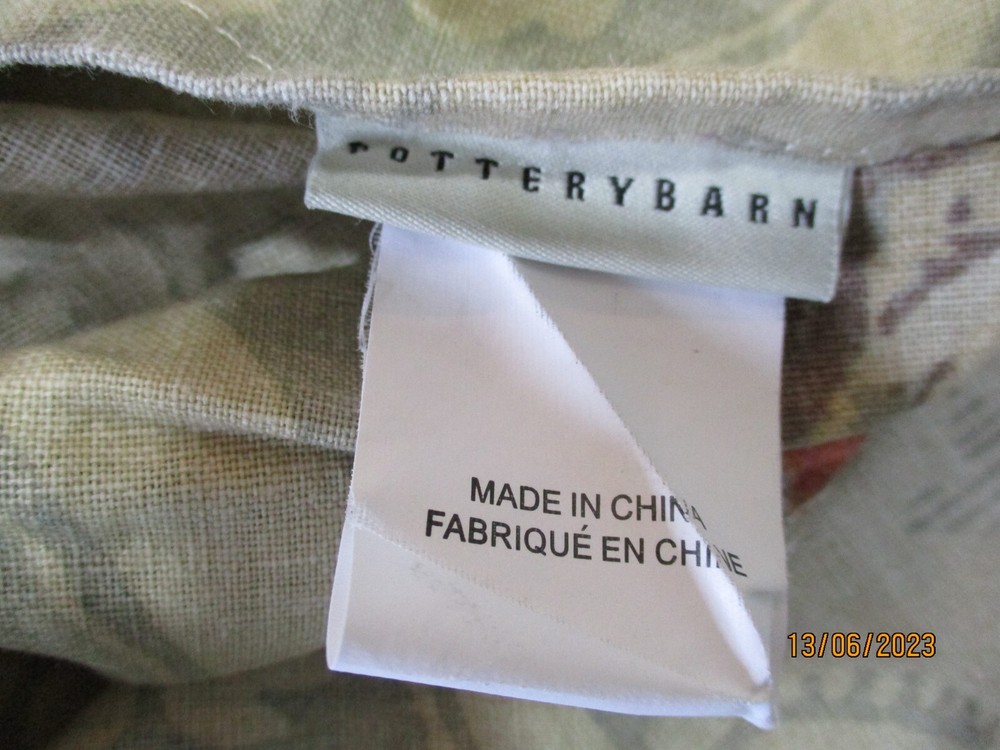 POTTERYBARN
MADE IN CHINA
FABRIQUÉ EN CHINE
13/06/2023